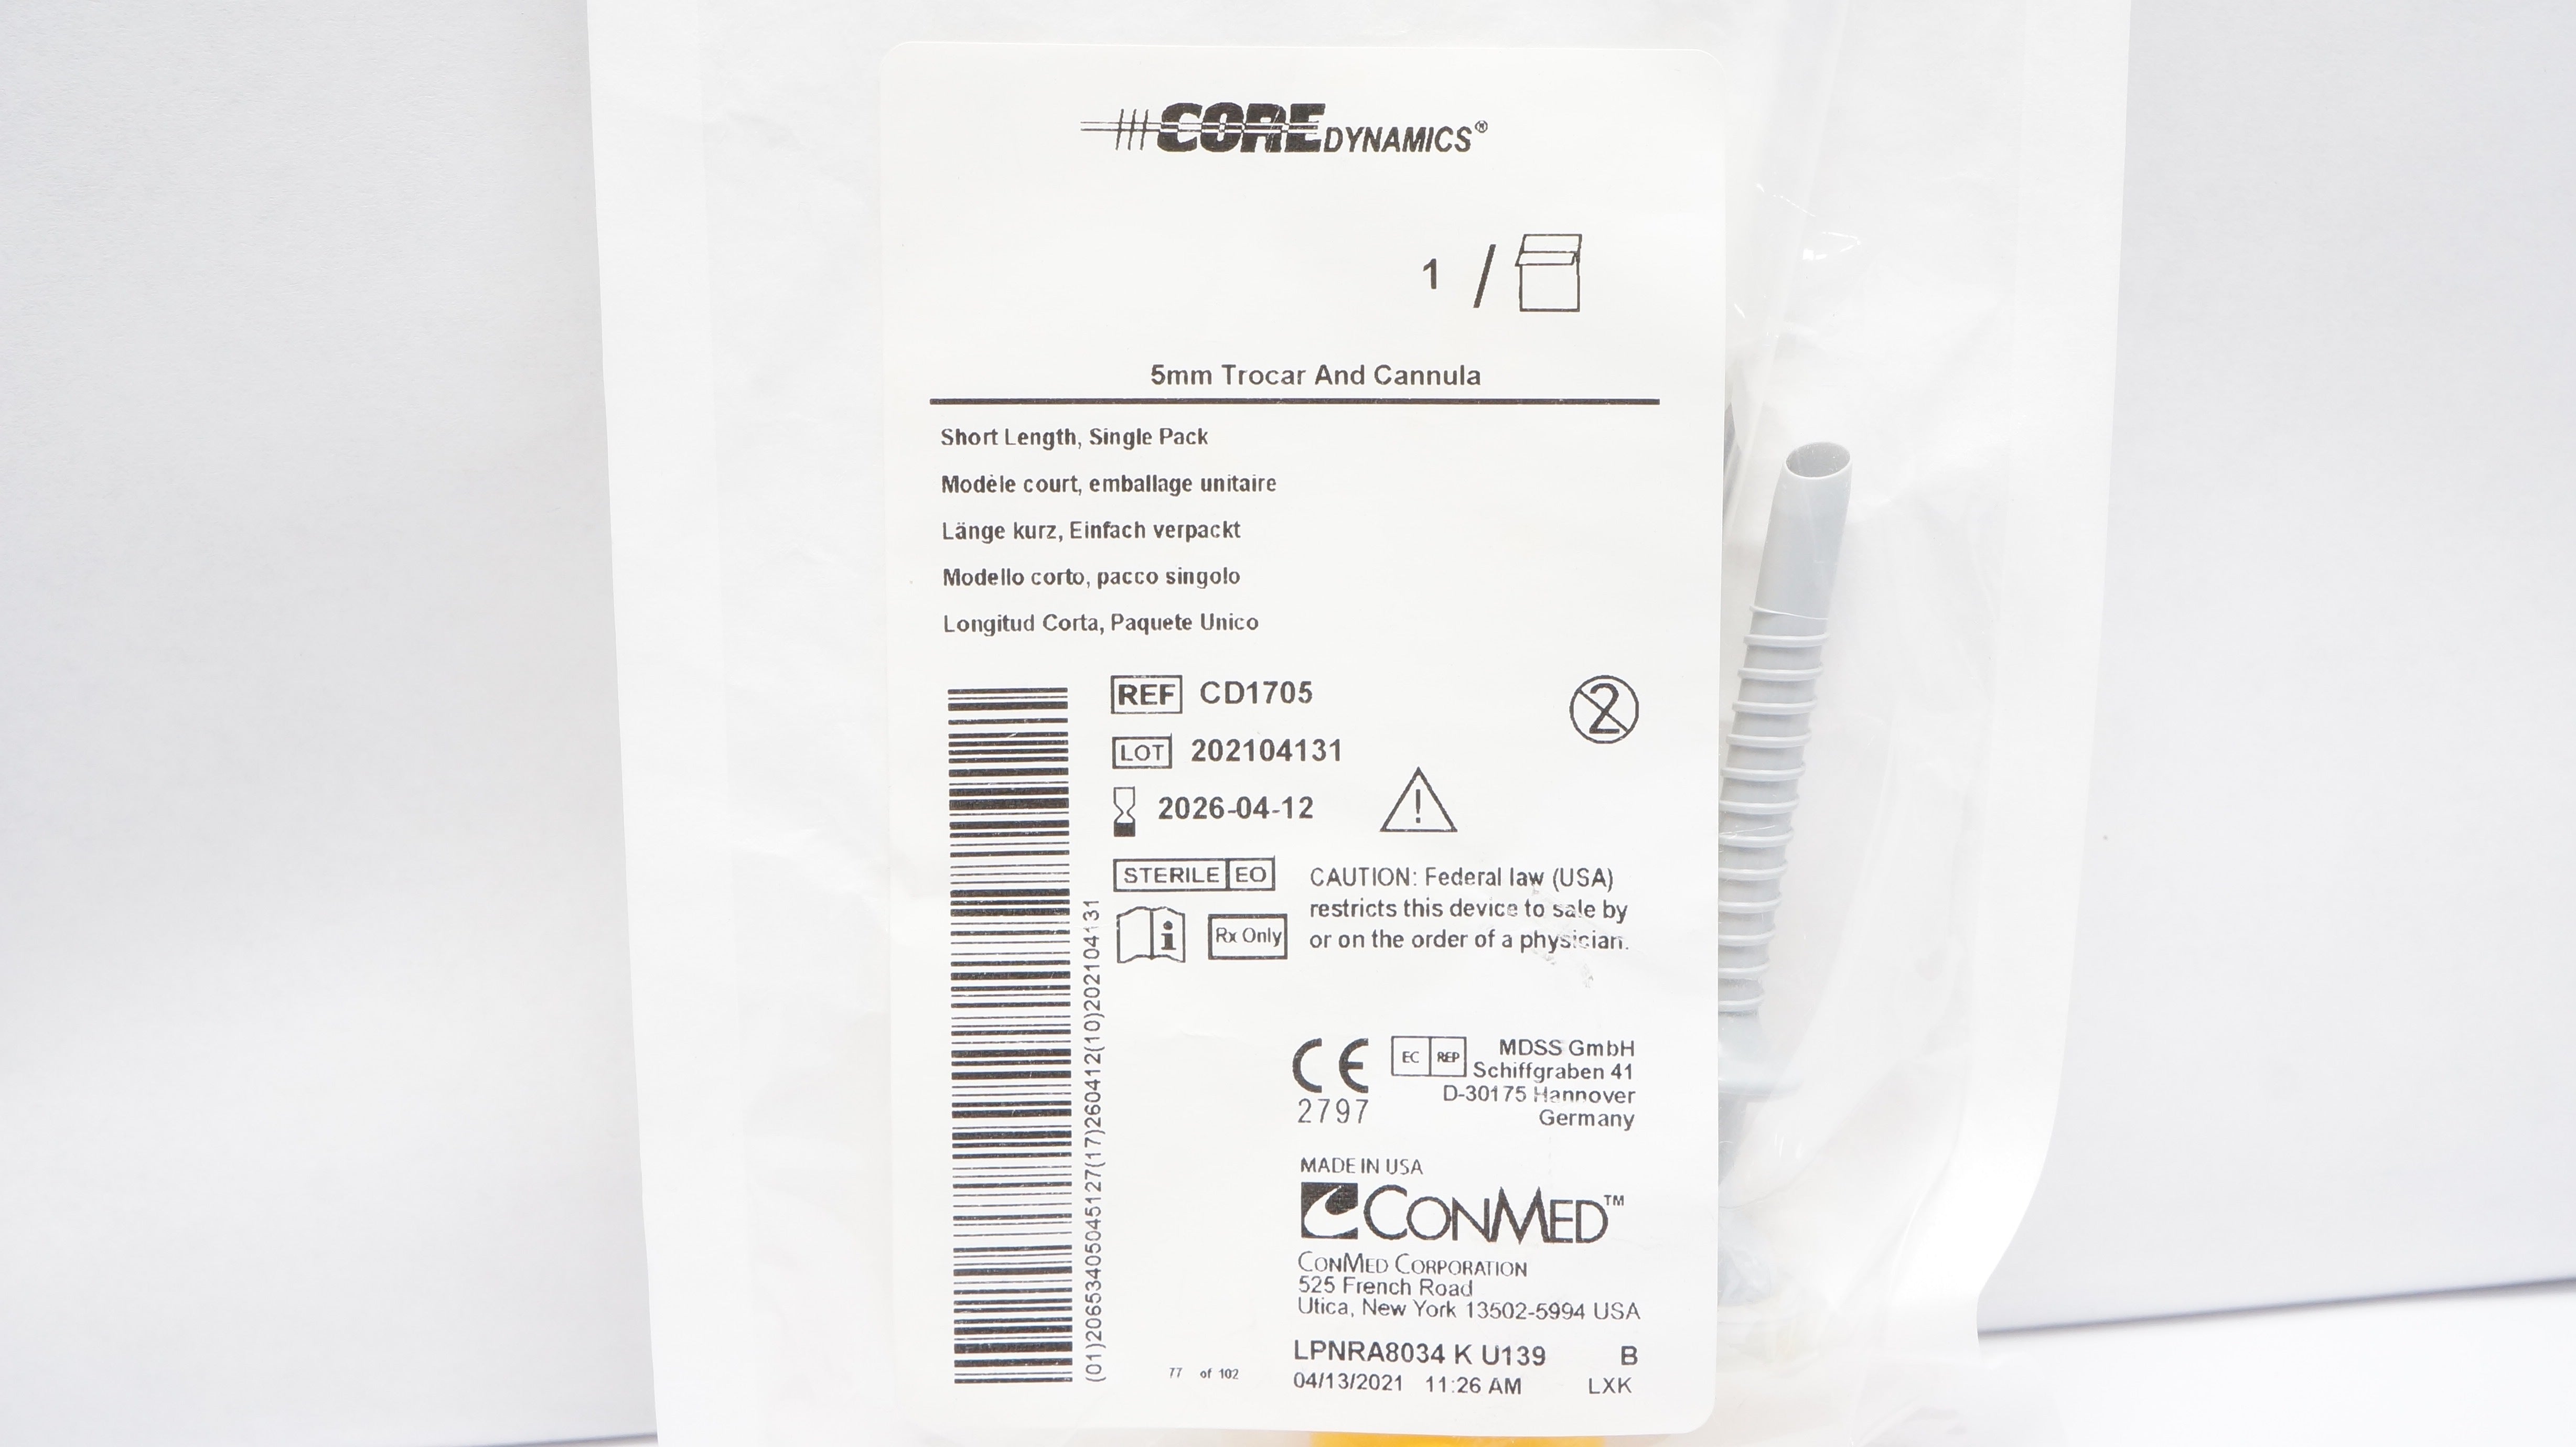 CORE DYNAMICS®
1 /
5mm Trocar And Cannula
Short Length, Single Pack
Modèle court, emballage unitaire
Länge kurz, Einfach verpackt
Modello corto, pacco singolo
Longitud Corta, Paquete Unico
REF CD1705
2
LOT 202104131
2026-04-12
!
STERILE EO
i Rx Only
CAUTION: Federal law (USA)
restricts this device to sale by
or on the order of a physician.
(01)20653405045127(17)260412(10)202104131
CE
2797
EC REP
MDSS GmbH
Schiffgraben 41
D-30175 Hannover
Germany
MADE IN USA
CONMED™
CONMED CORPORATION
525 French Road
Utica, New York 13502-5994 USA
LPNRA8034 K U139 B
77 of 102
04/13/2021 11:26 AM LXK